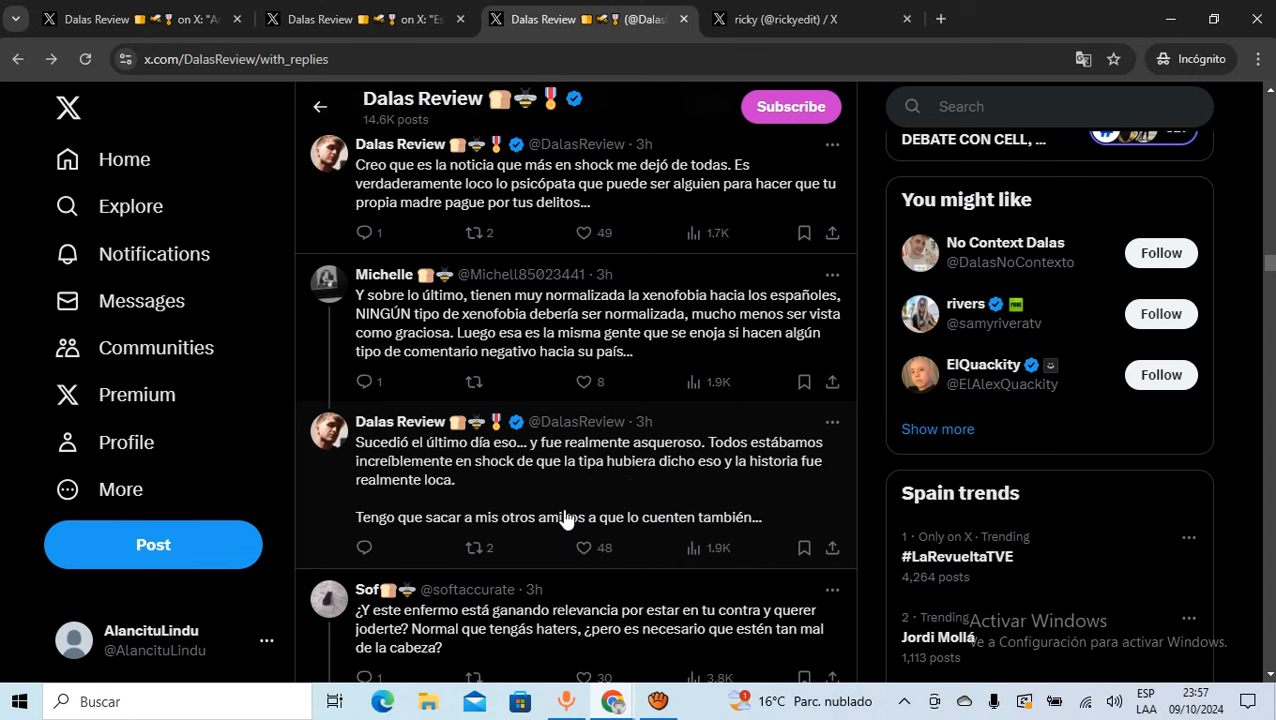 Dalas Review on X: "Ac
Dalas Review on X: "Es
Dalas Review (@Dalas
ricky (@rickyedit) / X
x.com/DalasReview/with_replies
Incógnito
Home
Explore
Notifications
Messages
Communities
Premium
Profile
More
Post
AlancituLindu
@AlancituLindu
Dalas Review
14.6K posts
Subscribe
Dalas Review @DalasReview · 3h
Creo que es la noticia que más en shock me dejó de todas. Es
verdaderamente loco lo psicópata que puede ser alguien para hacer que tu
propia madre pague por tus delitos...
1 2 49 1.7K
Michelle @Michell85023441 · 3h
Y sobre lo último, tienen muy normalizada la xenofobia hacia los españoles,
NINGÚN tipo de xenofobia debería ser normalizada, mucho menos ser vista
como graciosa. Luego esa es la misma gente que se enoja si hacen algún
tipo de comentario negativo hacia su país...
1 8 1.9K
Dalas Review @DalasReview · 3h
Sucedió el último día eso... y fue realmente asqueroso. Todos estábamos
increíblemente en shock de que la tipa hubiera dicho eso y la historia fue
realmente loca.
Tengo que sacar a mis otros amigos a que lo cuenten también...
2 48 1.9K
Sof @softaccurate · 3h
¿Y este enfermo está ganando relevancia por estar en tu contra y querer
joderte? Normal que tengás haters, ¿pero es necesario que estén tan mal
de la cabeza?
1 30 3.8K
Search
DEBATE CON CELL, ...
You might like
No Context Dalas
@DalasNoContexto
Follow
rivers
@samyriveratv
Follow
ElQuackity
@ElAlexQuackity
Follow
Show more
Spain trends
1 · Only on X · Trending
#LaRevueltaTVE
4,264 posts
2 · Trending
Jordi Mollá
1,113 posts
Activar Windows
Ve a Configuración para activar Windows.
Buscar
16°C Parc. nublado
ESP
LAA
23:57
09/10/2024